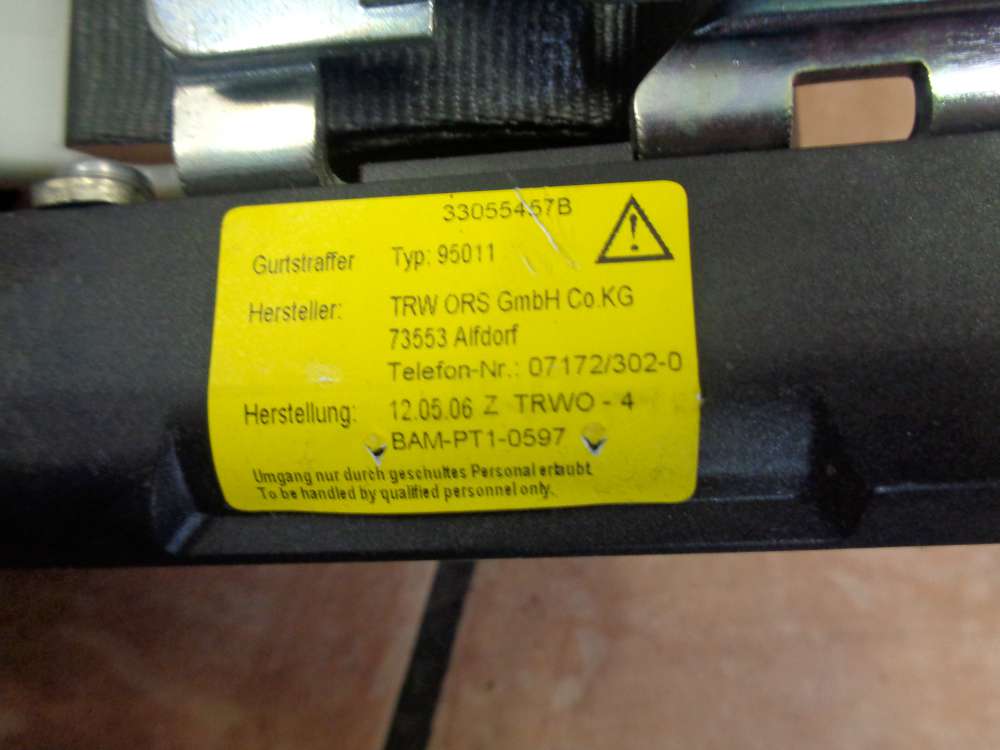 33055457B
Gurtstraffer Typ: 95011
Hersteller: TRW ORS GmbH Co.KG
73553 Alfdorf
Telefon-Nr.: 07172/302-0
Herstellung: 12.05.06 Z TRWO - 4
BAM-PT1-0597
Umgang nur durch geschultes Personal erlaubt.
To be handled by qualified personnel only.